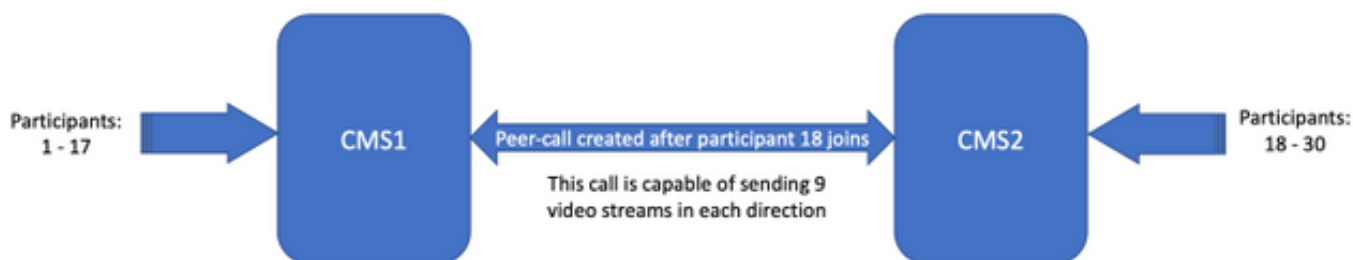 Participants:
1 - 17
CMS1
Peer-call created after participant 18 joins
This call is capable of sending 9
video streams in each direction
CMS2
Participants:
18 - 30